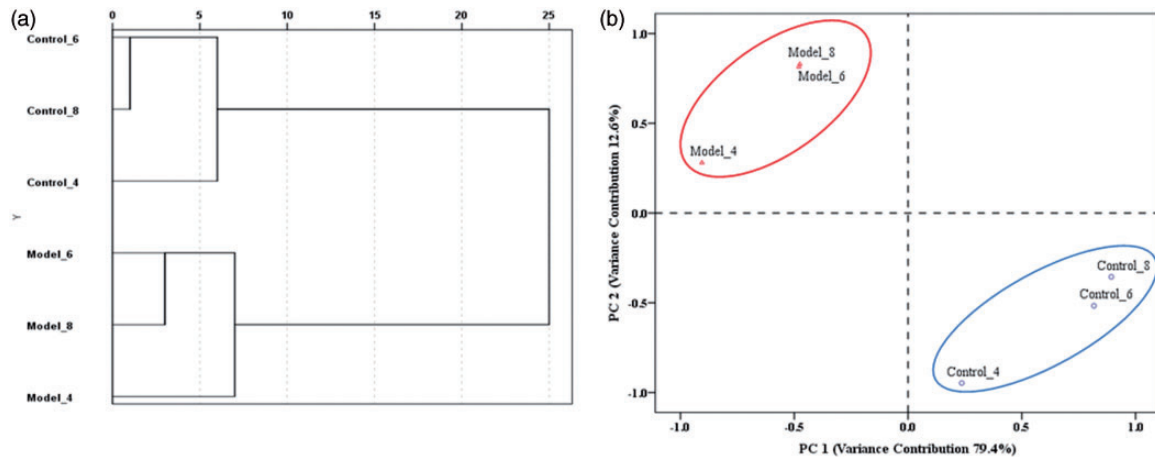 (a)
0 5 10 15 20 25
Control_6
Control_8
Control_4
Y
Model_6
Model_8
Model_4
(b)
PC 2 (Variance Contribution 12.6%)
1.0
0.5
0.0
-0.5
-1.0
Model_8
Model_6
Model_4
Control_8
Control_6
Control_4
-1.0 -0.5 0.0 0.5 1.0
PC 1 (Variance Contribution 79.4%)